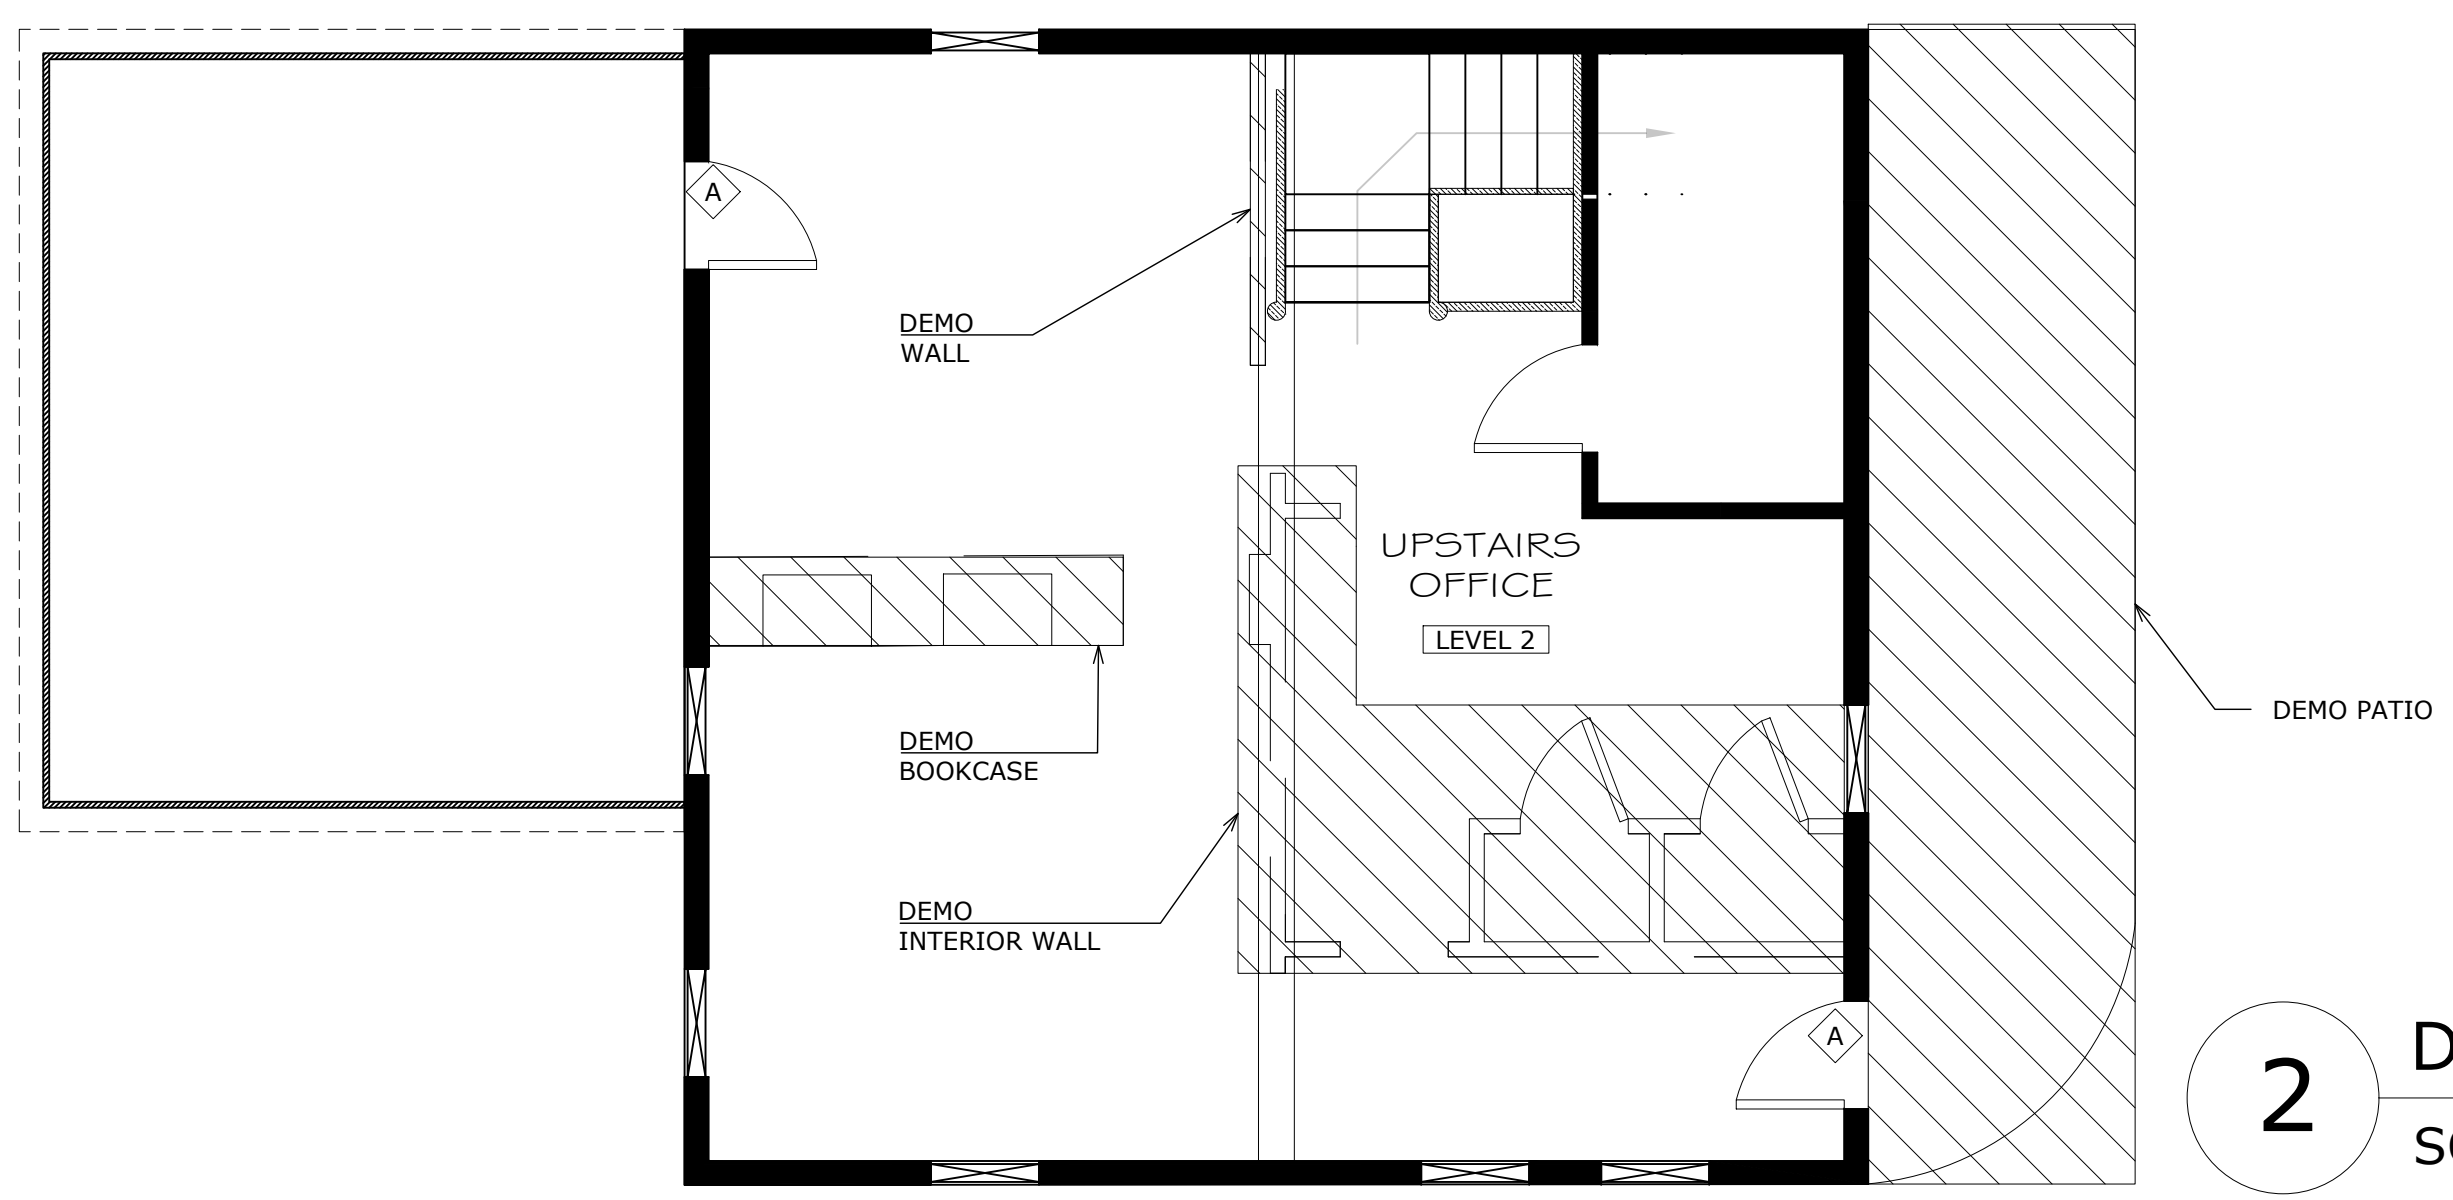 A
DEMO
WALL
UPSTAIRS
OFFICE
LEVEL 2
DEMO PATIO
DEMO
BOOKCASE
DEMO
INTERIOR WALL
A
2